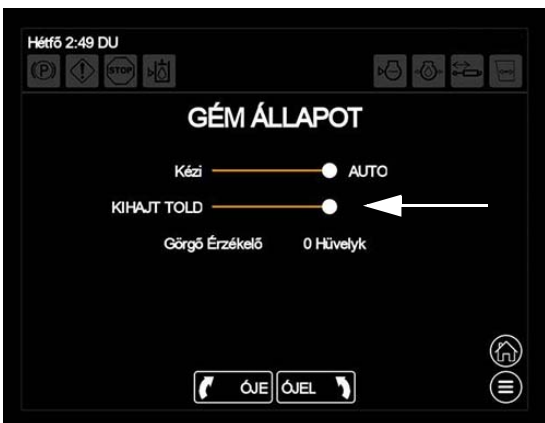 Hétfő 2:49 DU
(P) STOP
GÉM ÁLLAPOT
Kézi AUTO
KIHAJT TOLD
Görgő Érzékelő 0 Hüvelyk
ÓJE ÓJEL